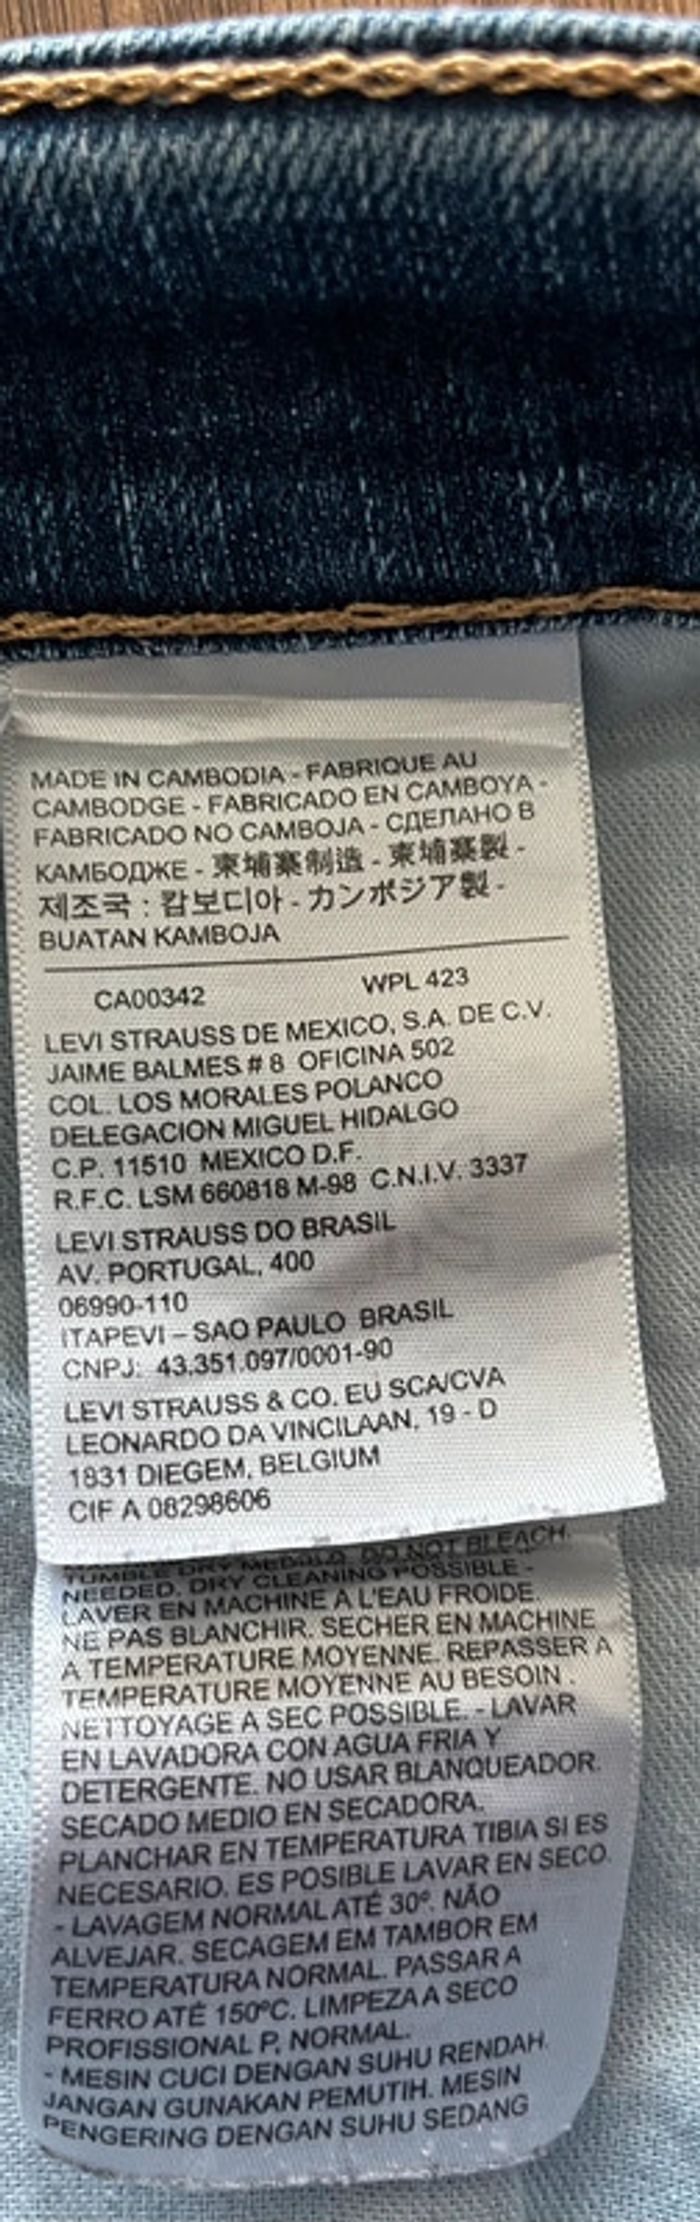 MADE IN CAMBODIA - FABRIQUE AU
CAMBODGE - FABRICADO EN CAMBOYA -
FABRICADO NO CAMBOJA - СДЕЛАНО В
КАМБОДЖЕ - 柬埔寨制造 - 柬埔寨製 -
제조국 : 캄보디아 - カンボジア製 -
BUATAN KAMBOJA
CA00342 WPL 423
LEVI STRAUSS DE MEXICO, S.A. DE C.V.
JAIME BALMES # 8 OFICINA 502
COL. LOS MORALES POLANCO
DELEGACION MIGUEL HIDALGO
C.P. 11510 MEXICO D.F.
R.F.C. LSM 660818 M-98 C.N.I.V. 3337
LEVI STRAUSS DO BRASIL
AV. PORTUGAL, 400
06990-110
ITAPEVI – SAO PAULO BRASIL
CNPJ: 43.351.097/0001-90
LEVI STRAUSS & CO. EU SCA/CVA
LEONARDO DA VINCILAAN, 19 - D
1831 DIEGEM, BELGIUM
CIF A 08298606
TUMBLE DRY DO NOT BLEACH.
NEEDED. DRY CLEANING POSSIBLE -
LAVER EN MACHINE A L'EAU FROIDE.
NE PAS BLANCHIR. SECHER EN MACHINE
A TEMPERATURE MOYENNE. REPASSER A
TEMPERATURE MOYENNE AU BESOIN.
NETTOYAGE A SEC POSSIBLE. - LAVAR
EN LAVADORA CON AGUA FRIA Y
DETERGENTE. NO USAR BLANQUEADOR.
SECADO MEDIO EN SECADORA.
PLANCHAR EN TEMPERATURA TIBIA SI ES
NECESARIO. ES POSIBLE LAVAR EN SECO.
- LAVAGEM NORMAL ATÉ 30º. NÃO
ALVEJAR. SECAGEM EM TAMBOR EM
TEMPERATURA NORMAL. PASSAR A
FERRO ATÉ 150ºC. LIMPEZA A SECO
PROFISSIONAL P, NORMAL.
- MESIN CUCI DENGAN SUHU RENDAH.
JANGAN GUNAKAN PEMUTIH. MESIN
PENGERING DENGAN SUHU SEDANG